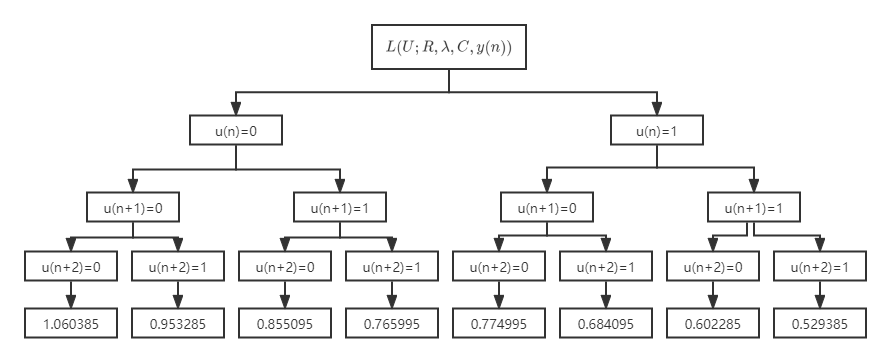 L(U; R, λ, C, y(n))
u(n)=0
u(n)=1
u(n+1)=0
u(n+1)=1
u(n+1)=0
u(n+1)=1
u(n+2)=0
u(n+2)=1
u(n+2)=0
u(n+2)=1
u(n+2)=0
u(n+2)=1
u(n+2)=0
u(n+2)=1
1.060385
0.953285
0.855095
0.765995
0.774995
0.684095
0.602285
0.529385